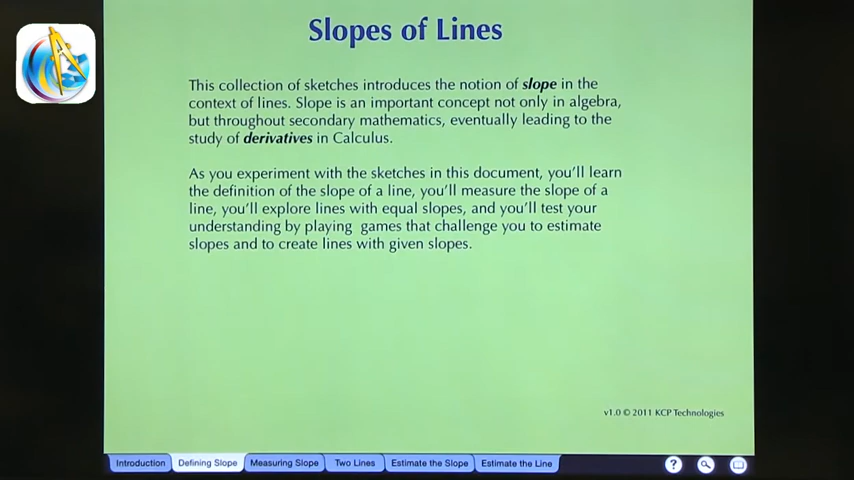 Slopes of Lines
This collection of sketches introduces the notion of slope in the
context of lines. Slope is an important concept not only in algebra,
but throughout secondary mathematics, eventually leading to the
study of derivatives in Calculus.
As you experiment with the sketches in this document, you'll learn
the definition of the slope of a line, you'll measure the slope of a
line, you'll explore lines with equal slopes, and you'll test your
understanding by playing games that challenge you to estimate
slopes and to create lines with given slopes.
v1.0 © 2011 KCP Technologies
Introduction
Defining Slope
Measuring Slope
Two Lines
Estimate the Slope
Estimate the Line
?